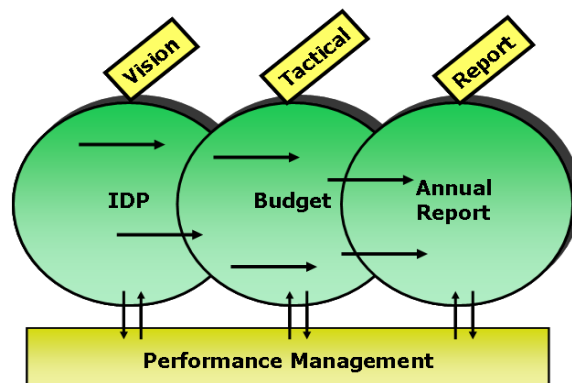 Vision
Tactical
Report
IDP
Budget
Annual
Report
Performance Management